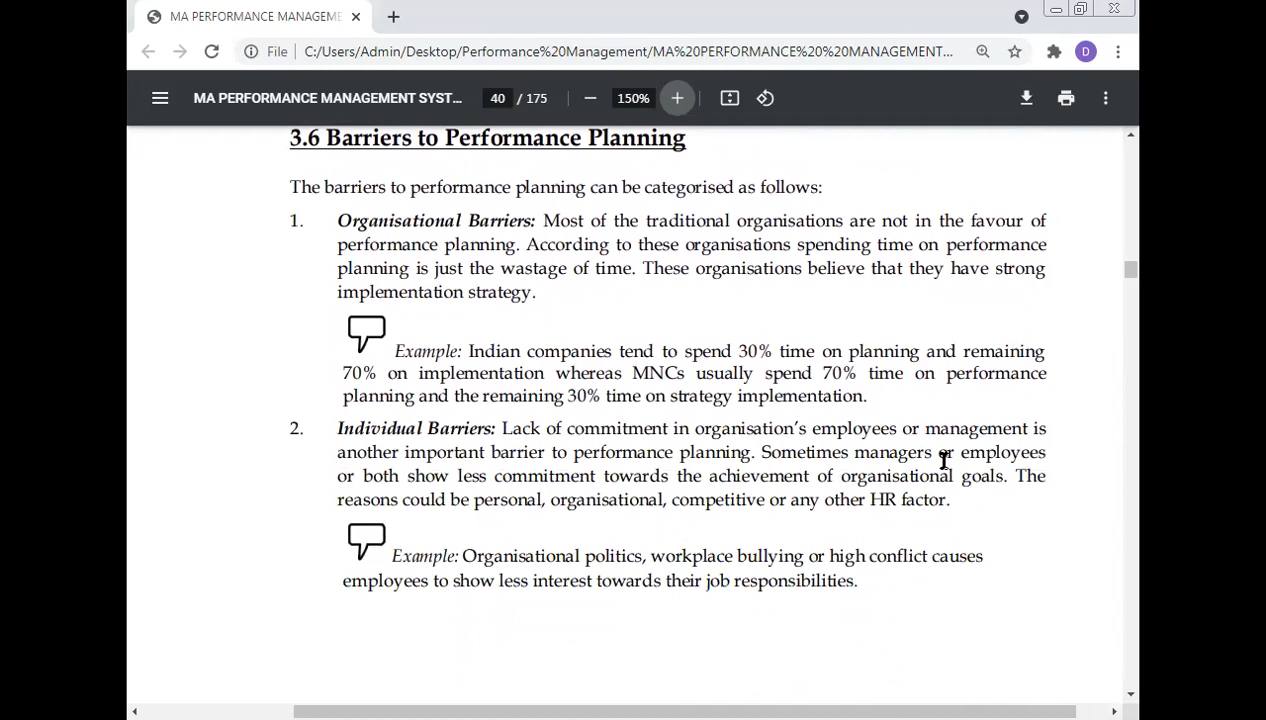 MA PERFORMANCE MANAGEME
File
C:/Users/Admin/Desktop/Performance%20Management/MA%20PERFORMANCE%20%20MANAGEMENT...
D
MA PERFORMANCE MANAGEMENT SYST...
40 / 175
150%
3.6 Barriers to Performance Planning
The barriers to performance planning can be categorised as follows:
1. Organisational Barriers: Most of the traditional organisations are not in the favour of
performance planning. According to these organisations spending time on performance
planning is just the wastage of time. These organisations believe that they have strong
implementation strategy.
Example: Indian companies tend to spend 30% time on planning and remaining
70% on implementation whereas MNCs usually spend 70% time on performance
planning and the remaining 30% time on strategy implementation.
2. Individual Barriers: Lack of commitment in organisation's employees or management is
another important barrier to performance planning. Sometimes managers or employees
or both show less commitment towards the achievement of organisational goals. The
reasons could be personal, organisational, competitive or any other HR factor.
Example: Organisational politics, workplace bullying or high conflict causes
employees to show less interest towards their job responsibilities.